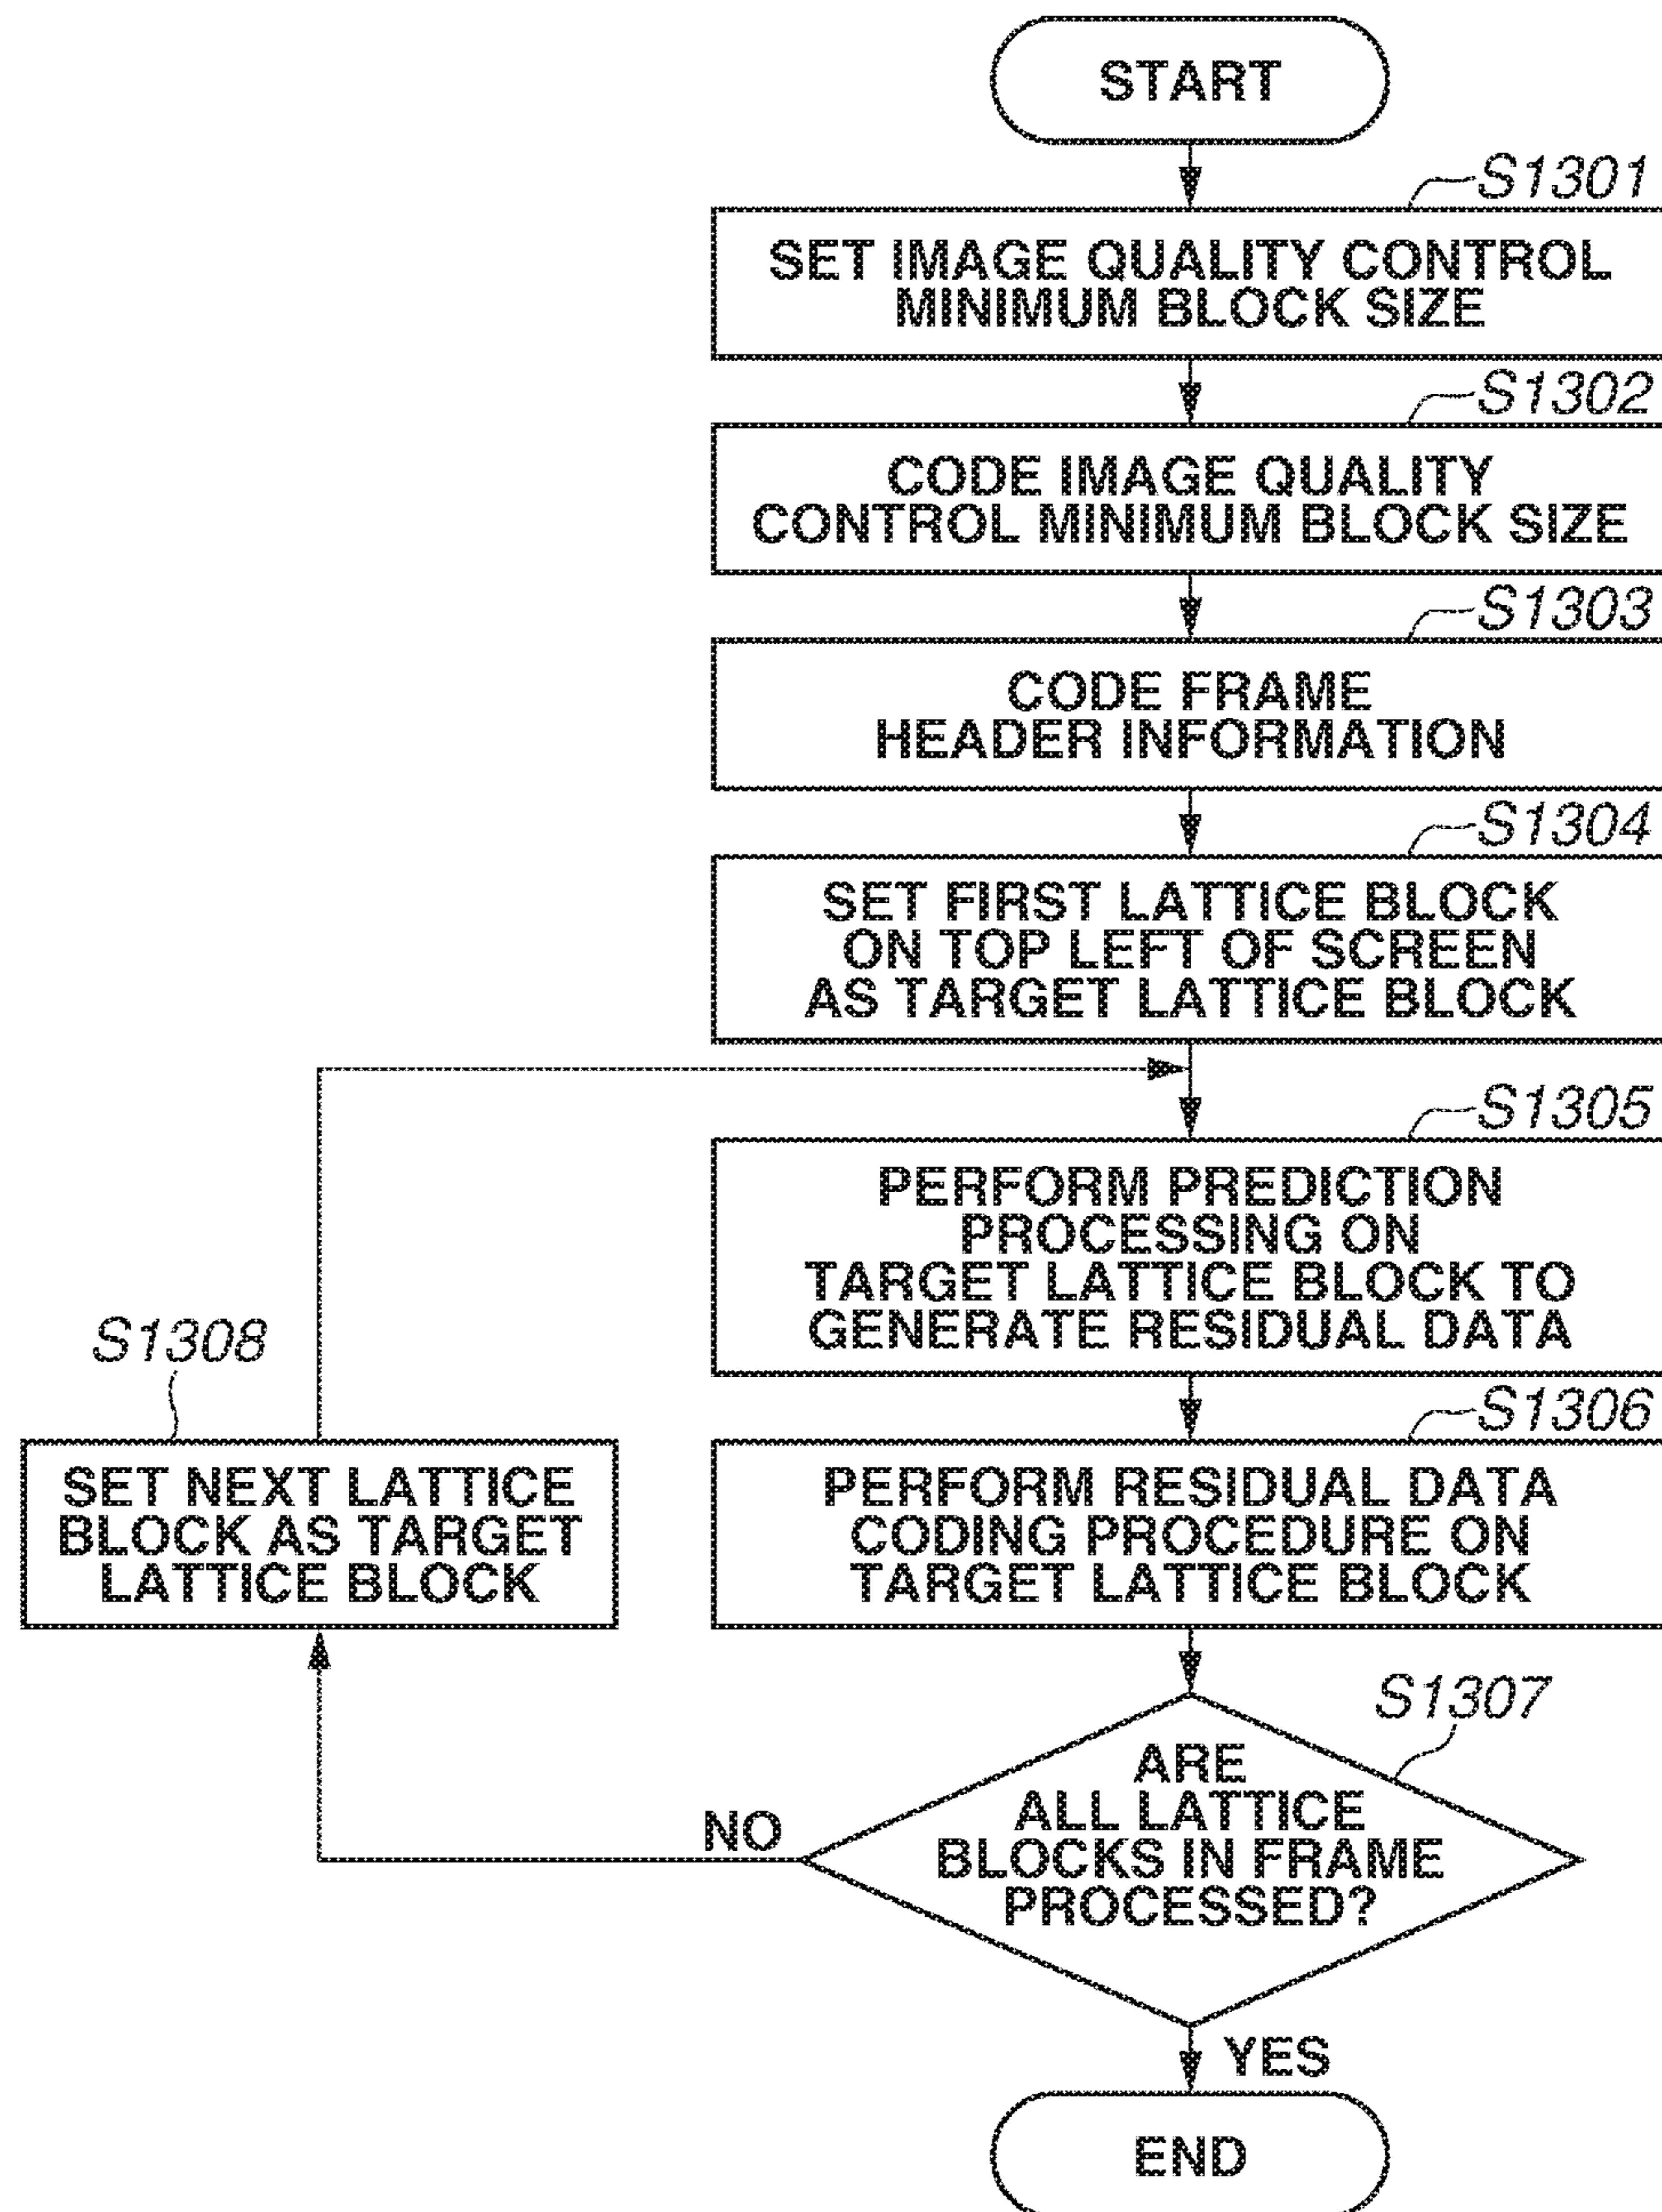 START
S1301
SET IMAGE QUALITY CONTROL
MINIMUM BLOCK SIZE
S1302
CODE IMAGE QUALITY
CONTROL MINIMUM BLOCK SIZE
S1303
CODE FRAME
HEADER INFORMATION
S1304
SET FIRST LATTICE BLOCK
ON TOP LEFT OF SCREEN
AS TARGET LATTICE BLOCK
S1305
PERFORM PREDICTION
PROCESSING ON
TARGET LATTICE BLOCK TO
GENERATE RESIDUAL DATA
S1306
PERFORM RESIDUAL DATA
CODING PROCEDURE ON
TARGET LATTICE BLOCK
S1307
ARE
ALL LATTICE
BLOCKS IN FRAME
PROCESSED?
NO
S1308
SET NEXT LATTICE
BLOCK AS TARGET
LATTICE BLOCK
YES
END